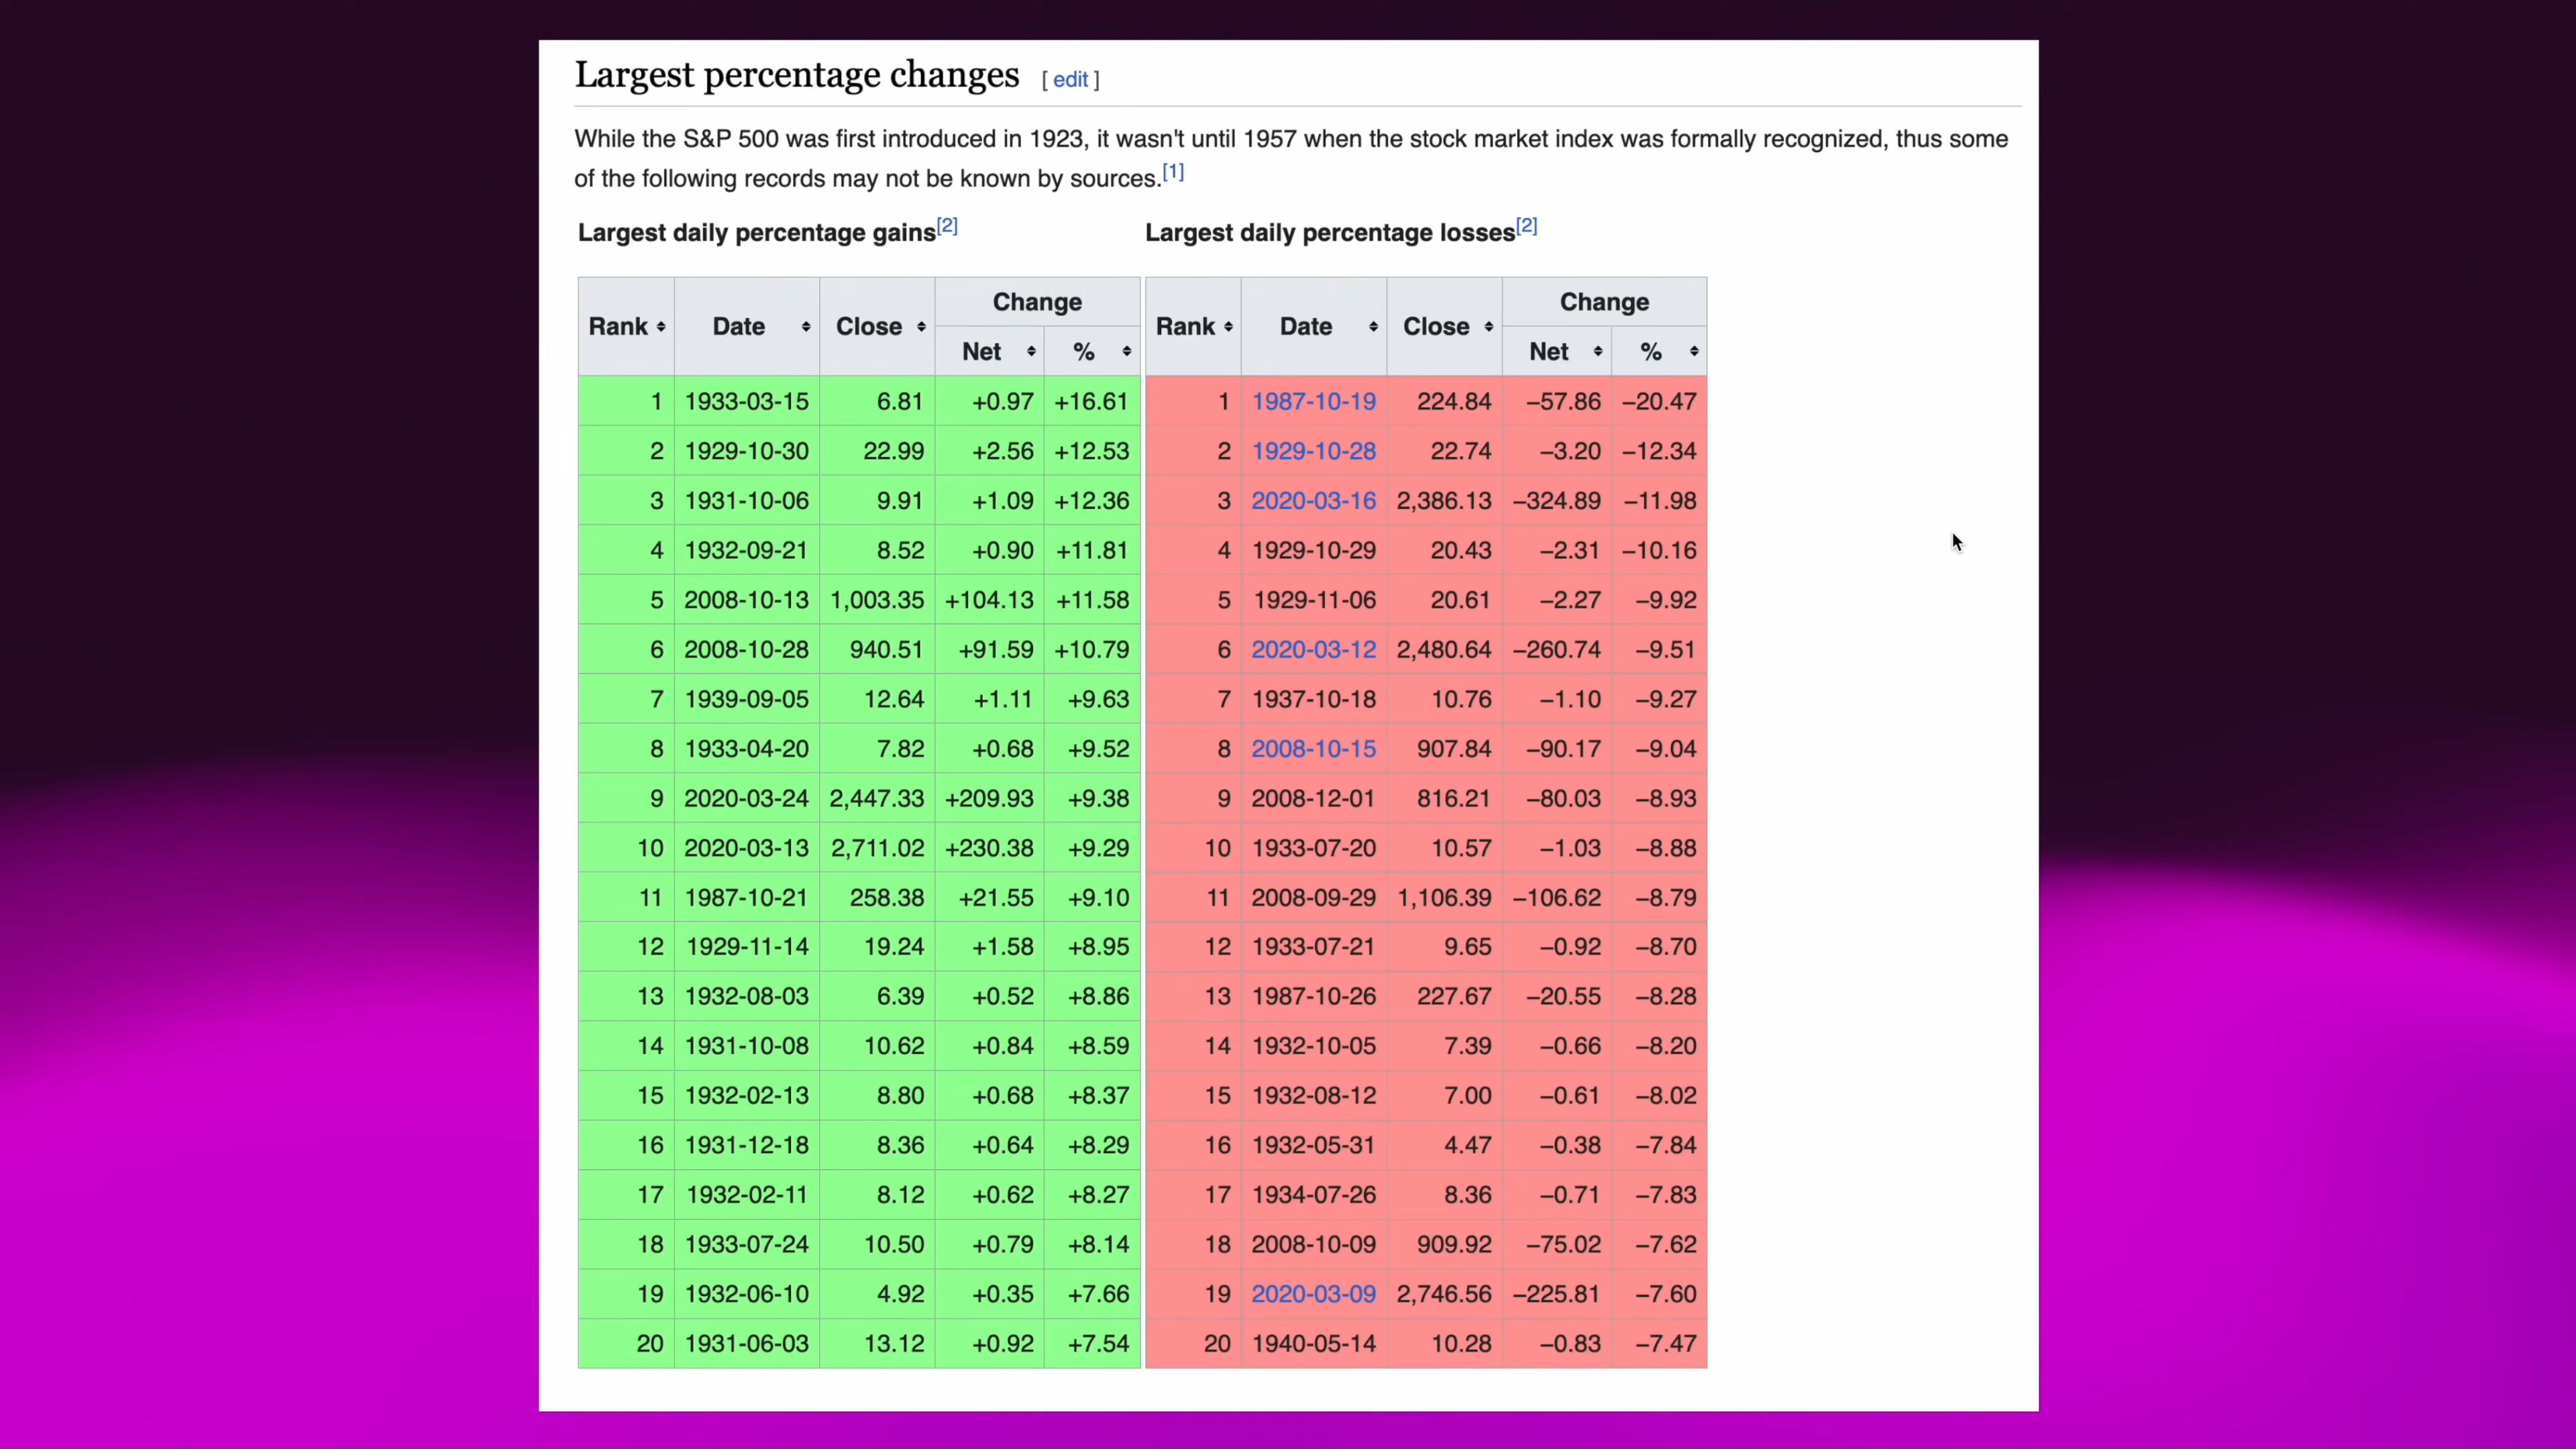 Largest percentage changes [ edit ]
While the S&P 500 was first introduced in 1923, it wasn't until 1957 when the stock market index was formally recognized, thus some
of the following records may not be known by sources.[1]
Largest daily percentage gains[2]
Rank Date Close Change
Net %
1 1933-03-15 6.81 +0.97 +16.61
2 1929-10-30 22.99 +2.56 +12.53
3 1931-10-06 9.91 +1.09 +12.36
4 1932-09-21 8.52 +0.90 +11.81
5 2008-10-13 1,003.35 +104.13 +11.58
6 2008-10-28 940.51 +91.59 +10.79
7 1939-09-05 12.64 +1.11 +9.63
8 1933-04-20 7.82 +0.68 +9.52
9 2020-03-24 2,447.33 +209.93 +9.38
10 2020-03-13 2,711.02 +230.38 +9.29
11 1987-10-21 258.38 +21.55 +9.10
12 1929-11-14 19.24 +1.58 +8.95
13 1932-08-03 6.39 +0.52 +8.86
14 1931-10-08 10.62 +0.84 +8.59
15 1932-02-13 8.80 +0.68 +8.37
16 1931-12-18 8.36 +0.64 +8.29
17 1932-02-11 8.12 +0.62 +8.27
18 1933-07-24 10.50 +0.79 +8.14
19 1932-06-10 4.92 +0.35 +7.66
20 1931-06-03 13.12 +0.92 +7.54
Largest daily percentage losses[2]
Rank Date Close Change
Net %
1 1987-10-19 224.84 −57.86 −20.47
2 1929-10-28 22.74 −3.20 −12.34
3 2020-03-16 2,386.13 −324.89 −11.98
4 1929-10-29 20.43 −2.31 −10.16
5 1929-11-06 20.61 −2.27 −9.92
6 2020-03-12 2,480.64 −260.74 −9.51
7 1937-10-18 10.76 −1.10 −9.27
8 2008-10-15 907.84 −90.17 −9.04
9 2008-12-01 816.21 −80.03 −8.93
10 1933-07-20 10.57 −1.03 −8.88
11 2008-09-29 1,106.39 −106.62 −8.79
12 1933-07-21 9.65 −0.92 −8.70
13 1987-10-26 227.67 −20.55 −8.28
14 1932-10-05 7.39 −0.66 −8.20
15 1932-08-12 7.00 −0.61 −8.02
16 1932-05-31 4.47 −0.38 −7.84
17 1934-07-26 8.36 −0.71 −7.83
18 2008-10-09 909.92 −75.02 −7.62
19 2020-03-09 2,746.56 −225.81 −7.60
20 1940-05-14 10.28 −0.83 −7.47